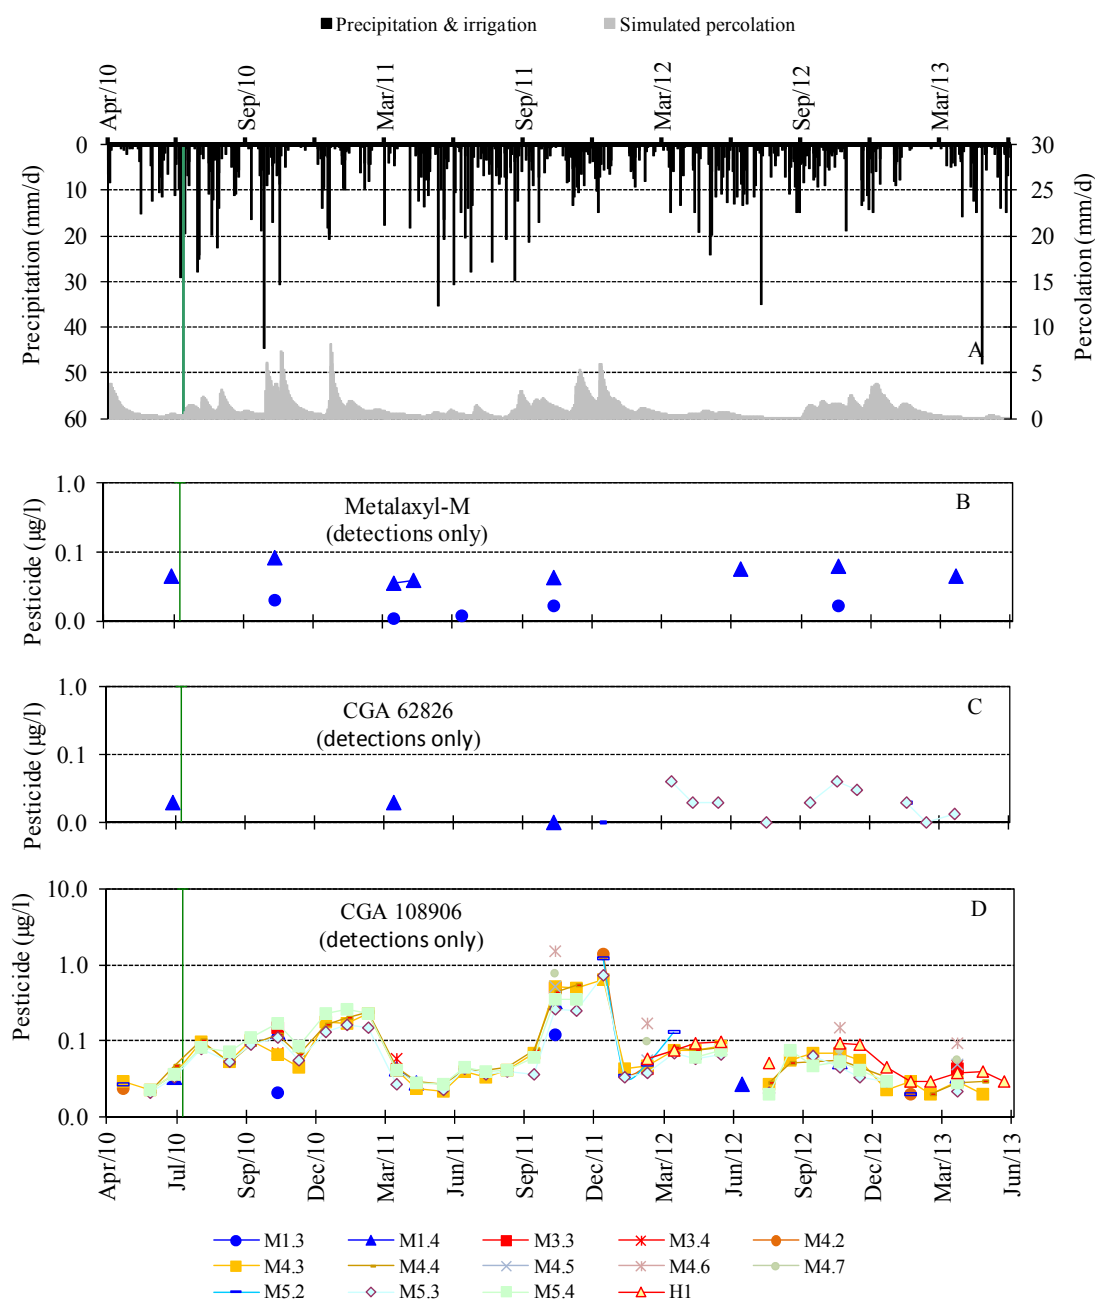 Precipitation & irrigation Simulated percolation
Apr/10 Sep/10 Mar/11 Sep/11 Mar/12 Sep/12 Mar/13
Precipitation (mm/d)
0
10
20
30
40
50
60
30
25
20
15
10
5
0
Percolation (mm/d)
A
Pesticide (µg/l)
1.0
0.1
0.0
Metalaxyl-M
(detections only)
B
Pesticide (µg/l)
1.0
0.1
0.0
CGA 62826
(detections only)
C
Pesticide (µg/l)
10.0
1.0
0.1
0.0
CGA 108906
(detections only)
D
Apr/10 Jul/10 Sep/10 Dec/10 Mar/11 Jun/11 Sep/11 Dec/11 Mar/12 Jun/12 Sep/12 Dec/12 Mar/13 Jun/13
M1.3 M1.4 M3.3 M3.4 M4.2
M4.3 M4.4 M4.5 M4.6 M4.7
M5.2 M5.3 M5.4 H1